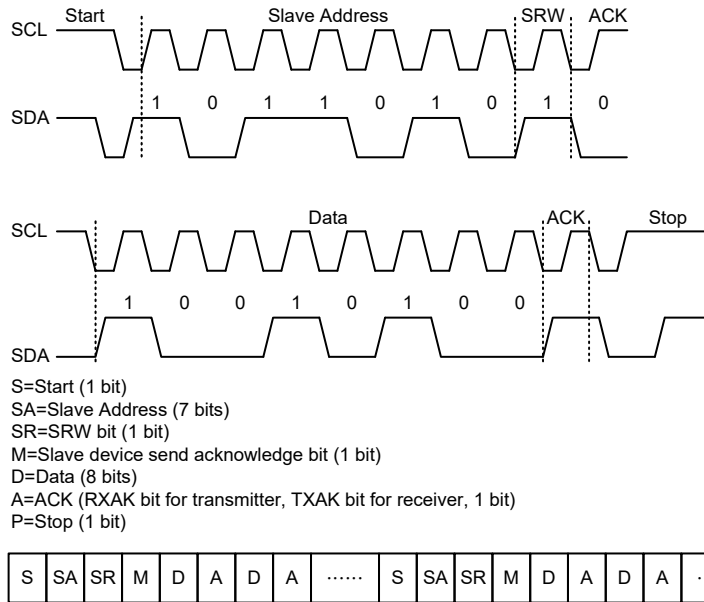 Start Slave Address SRW ACK
SCL
1 0 1 1 0 1 0 1 0
SDA
Data ACK Stop
SCL
1 0 0 1 0 1 0 0
SDA
S=Start (1 bit)
SA=Slave Address (7 bits)
SR=SRW bit (1 bit)
M=Slave device send acknowledge bit (1 bit)
D=Data (8 bits)
A=ACK (RXAK bit for transmitter, TXAK bit for receiver, 1 bit)
P=Stop (1 bit)
S SA SR M D A D A ······ S SA SR M D A D A